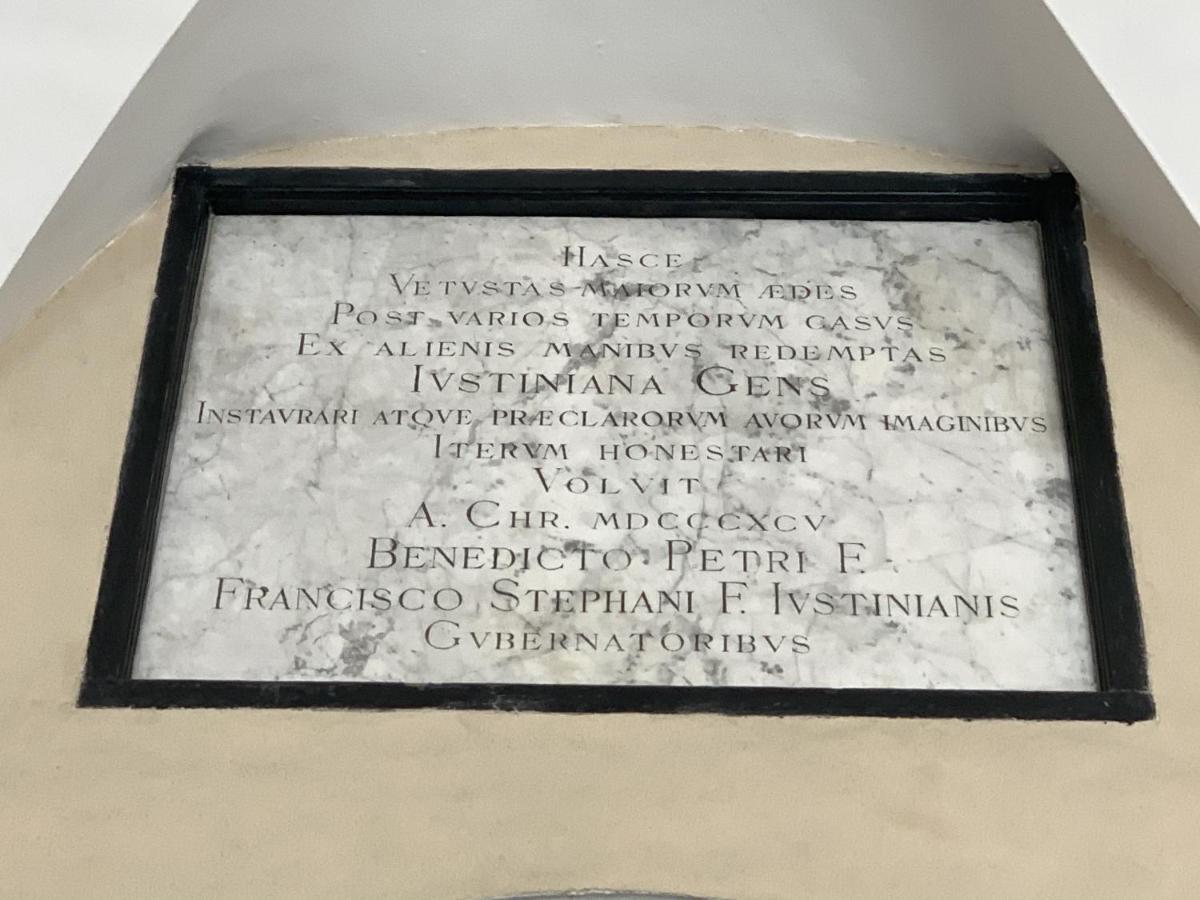 HASCE
VETVSTAS MAIORVM ÆDES
POST VARIOS TEMPORVM CASVS
EX ALIENIS MANIBVS REDEMPTAS
IVSTINIANA GENS
INSTAVRARI ATQVE PRÆCLARORVM AVORVM IMAGINIBVS
ITERVM HONESTARI
VOLVIT
A. CHR. MDCCCXCV
BENEDICTO PETRI F.
FRANCISCO STEPHANI F. IVSTINIANIS
GVBERNATORIBVS